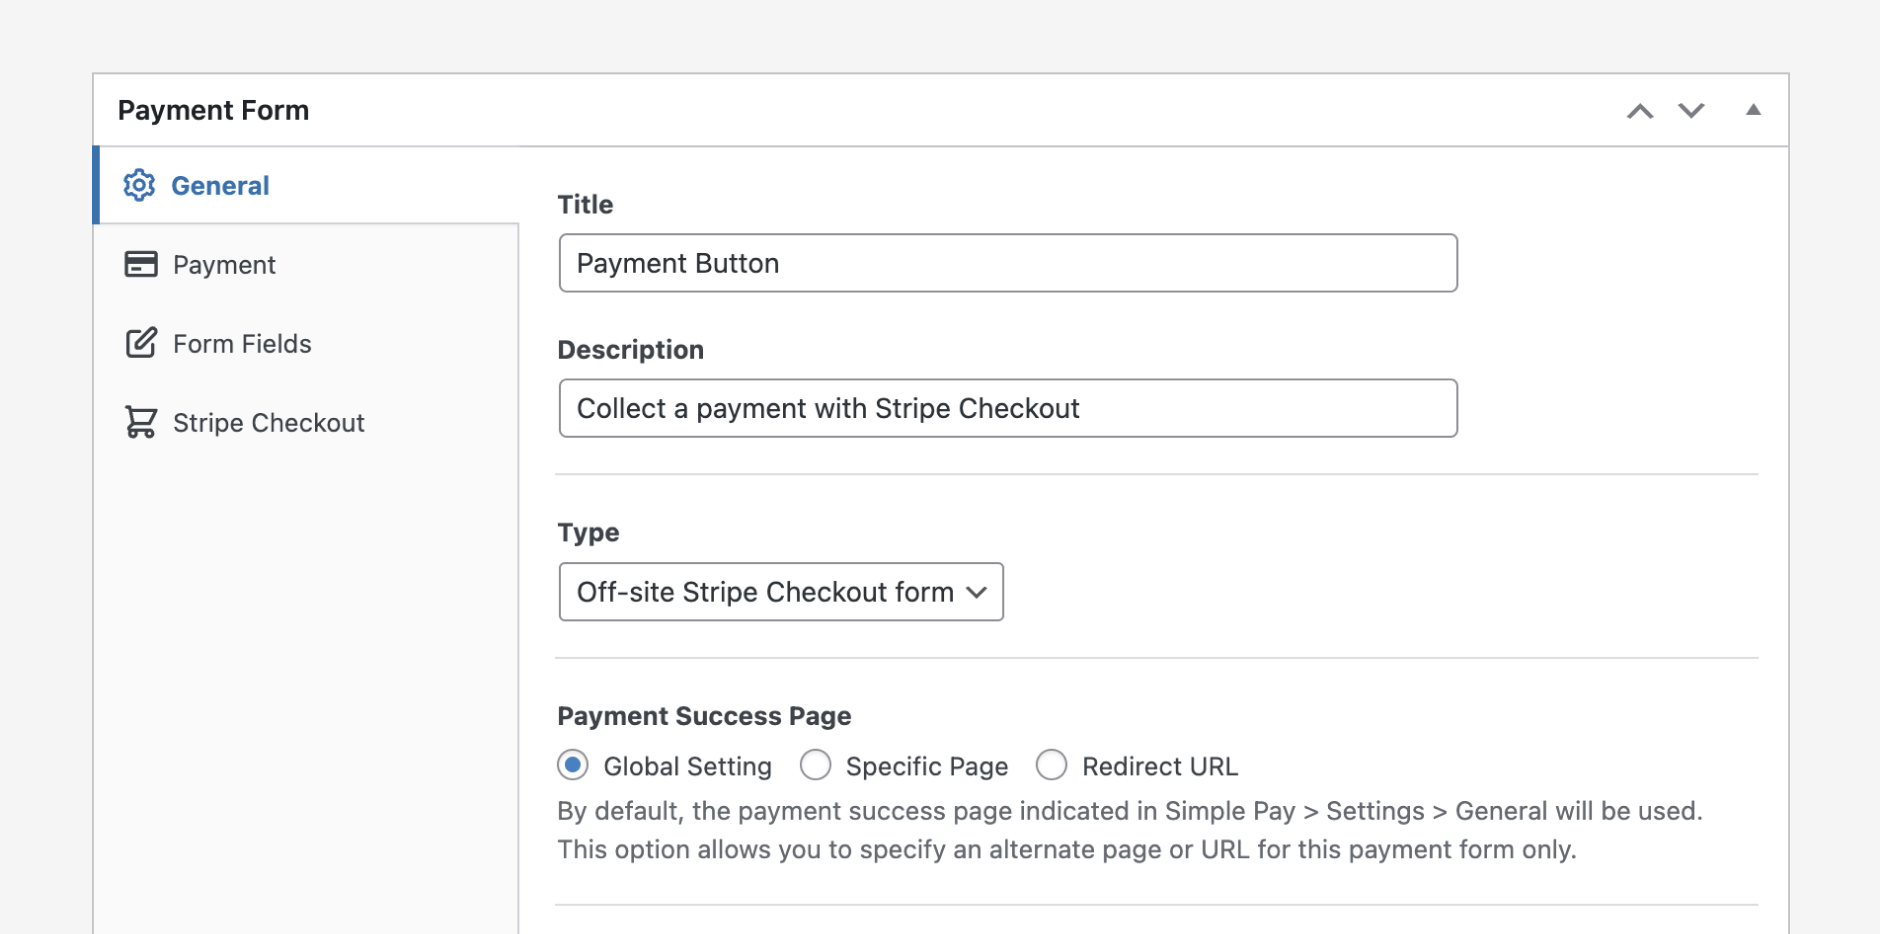 Payment Form
General
Payment
Form Fields
Stripe Checkout
Title
Payment Button
Description
Collect a payment with Stripe Checkout
Type
Off-site Stripe Checkout form
Payment Success Page
Global Setting Specific Page Redirect URL
By default, the payment success page indicated in Simple Pay > Settings > General will be used.
This option allows you to specify an alternate page or URL for this payment form only.